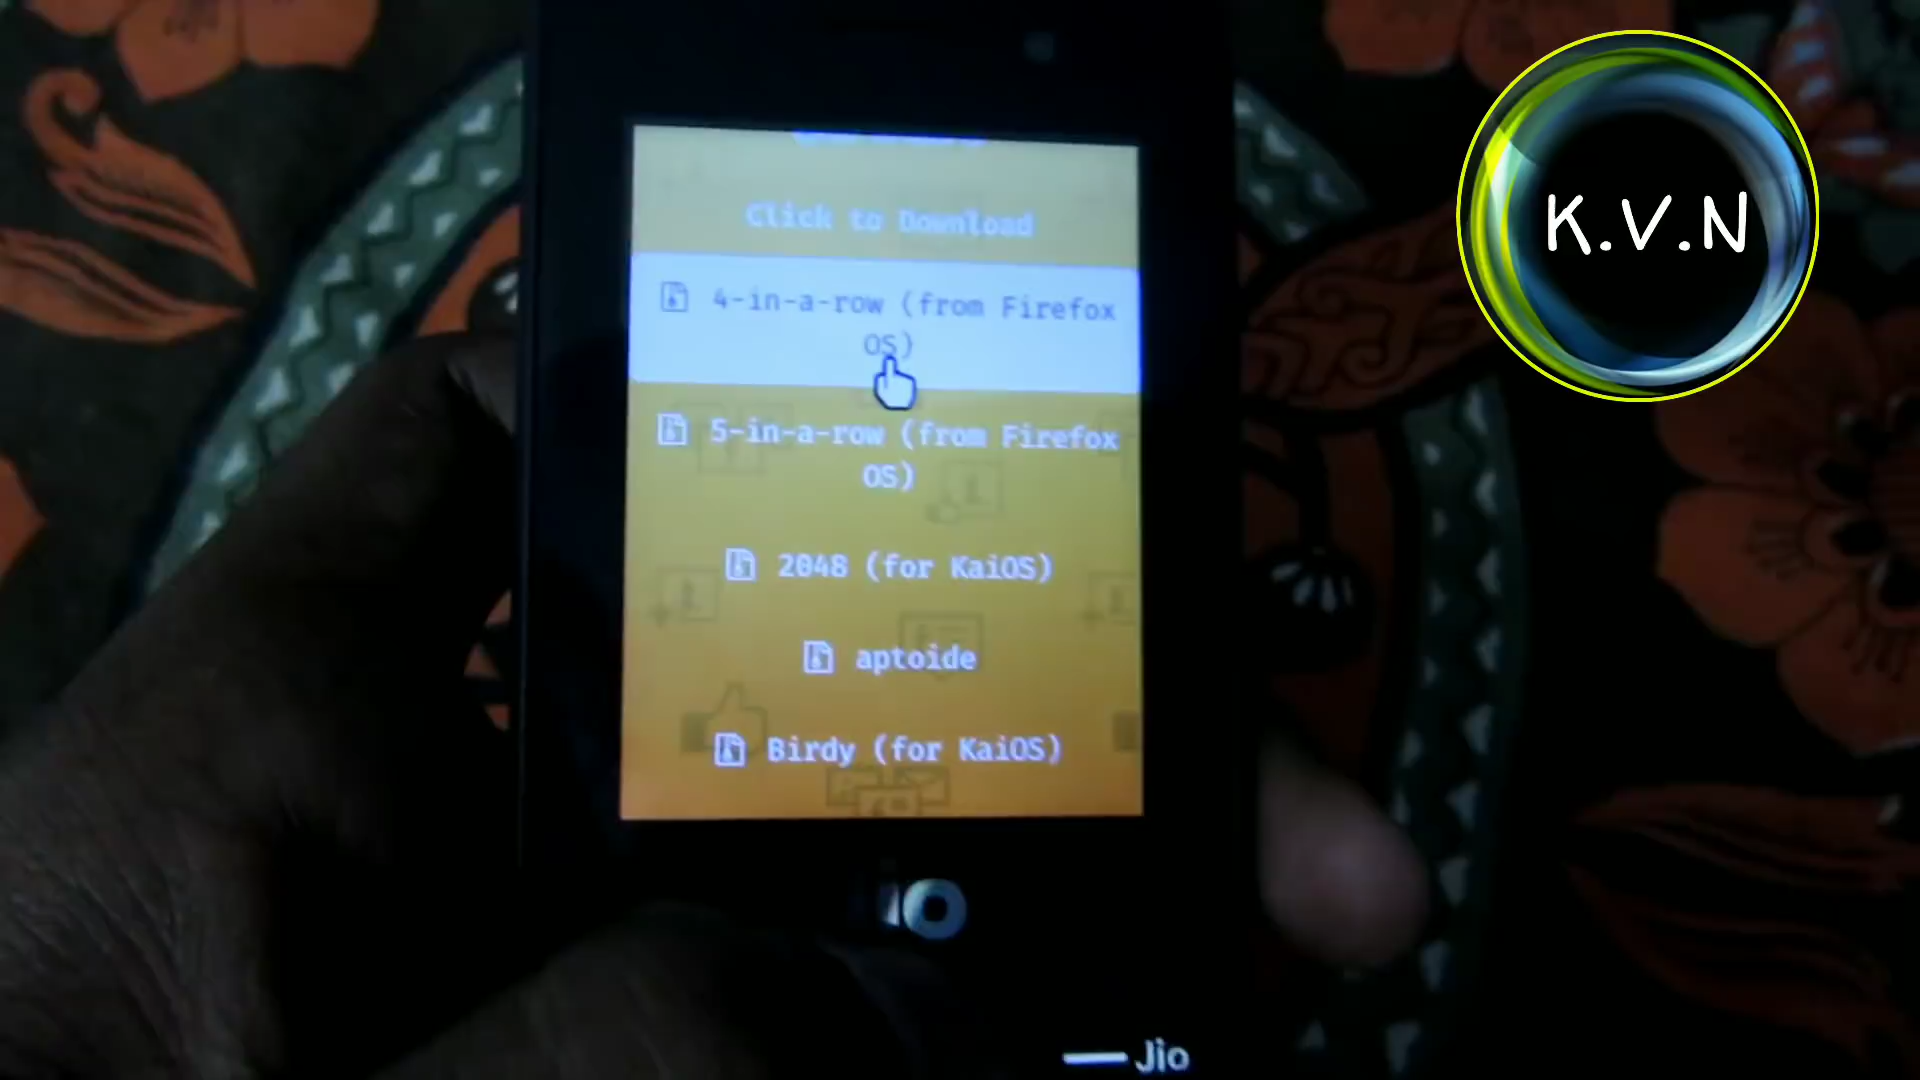 K.V.N
Click to Download
4-in-a-row (from Firefox
OS)
5-in-a-row (from Firefox
OS)
2048 (for KaiOS)
aptoide
Birdy (for KaiOS)
Jio